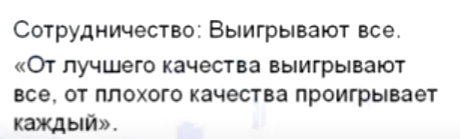 Сотрудничество: Выигрывают все.
«От лучшего качества выигрывают
все, от плохого качества проигрывает
каждый».